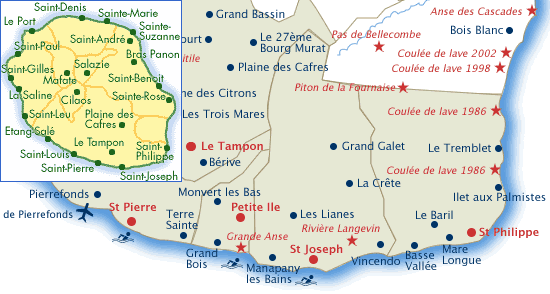 Saint-Denis
Sainte-Marie
Le Port
Saint-André
Sainte-
Suzanne
Saint-Paul
Bras Panon
Saint-Gilles
Salazie
Mafate
Saint-Benoit
La Saline
Cilaos
Sainte-Rose
Saint-Leu
Plaine des
Cafres
Etang-Salé
Le Tampon
Saint-
Philippe
Saint-Louis
Saint-Pierre
Saint-Joseph
Grand Bassin
Anse des Cascades
Pas de Bellecombe
Bois Blanc
ourt
Le 27ème
Bourg Murat
Coulée de lave 2002
tile
Plaine des Cafres
Coulée de lave 1998
ne des Citrons
Piton de la Fournaise
Les Trois Mares
Coulée de lave 1986
Le Tampon
Grand Galet
Le Tremblet
Bérive
Coulée de lave 1986
La Crête
Pierrefonds
Monvert les Bas
Ilet aux Palmistes
de Pierrefonds
St Pierre
Petite Ile
Les Lianes
Le Baril
Terre
Sainte
Rivière Langevin
St Philippe
Grande Anse
Grand
Bois
St Joseph
Vincendo
Basse
Vallée
Mare
Longue
Manapany
les Bains